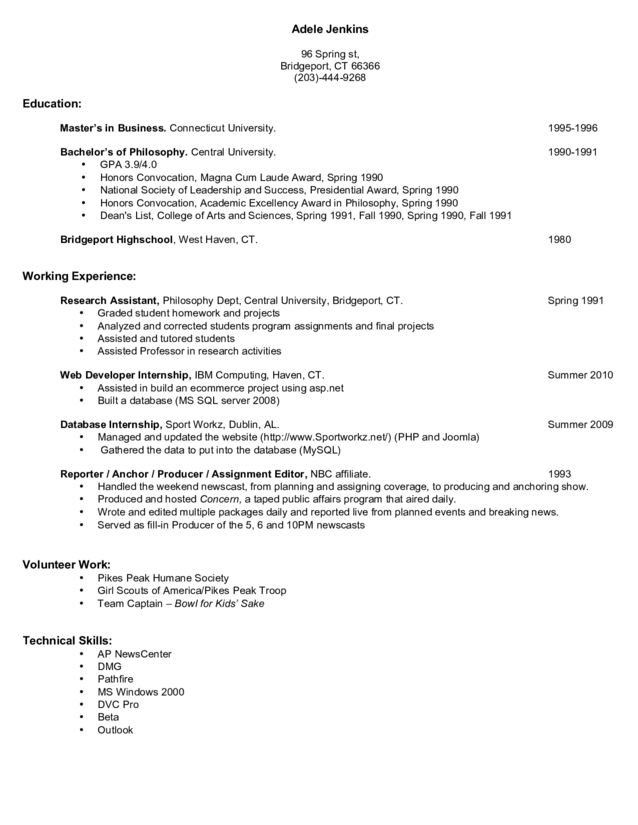 Adele Jenkins
96 Spring st,
Bridgeport, CT 66366
(203)-444-9268
Education:
Master's in Business. Connecticut University. 1995-1996
Bachelor's of Philosophy. Central University. 1990-1991
• GPA 3.9/4.0
• Honors Convocation, Magna Cum Laude Award, Spring 1990
• National Society of Leadership and Success, Presidential Award, Spring 1990
• Honors Convocation, Academic Excellency Award in Philosophy, Spring 1990
• Dean's List, College of Arts and Sciences, Spring 1991, Fall 1990, Spring 1990, Fall 1991
Bridgeport Highschool, West Haven, CT. 1980
Working Experience:
Research Assistant, Philosophy Dept, Central University, Bridgeport, CT. Spring 1991
• Graded student homework and projects
• Analyzed and corrected students program assignments and final projects
• Assisted and tutored students
• Assisted Professor in research activities
Web Developer Internship, IBM Computing, Haven, CT. Summer 2010
• Assisted in build an ecommerce project using asp.net
• Built a database (MS SQL server 2008)
Database Internship, Sport Workz, Dublin, AL. Summer 2009
• Managed and updated the website (http://www.Sportworkz.net/) (PHP and Joomla)
• Gathered the data to put into the database (MySQL)
Reporter / Anchor / Producer / Assignment Editor, NBC affiliate. 1993
• Handled the weekend newscast, from planning and assigning coverage, to producing and anchoring show.
• Produced and hosted Concern, a taped public affairs program that aired daily.
• Wrote and edited multiple packages daily and reported live from planned events and breaking news.
• Served as fill-in Producer of the 5, 6 and 10PM newscasts
Volunteer Work:
• Pikes Peak Humane Society
• Girl Scouts of America/Pikes Peak Troop
• Team Captain – Bowl for Kids' Sake
Technical Skills:
• AP NewsCenter
• DMG
• Pathfire
• MS Windows 2000
• DVC Pro
• Beta
• Outlook